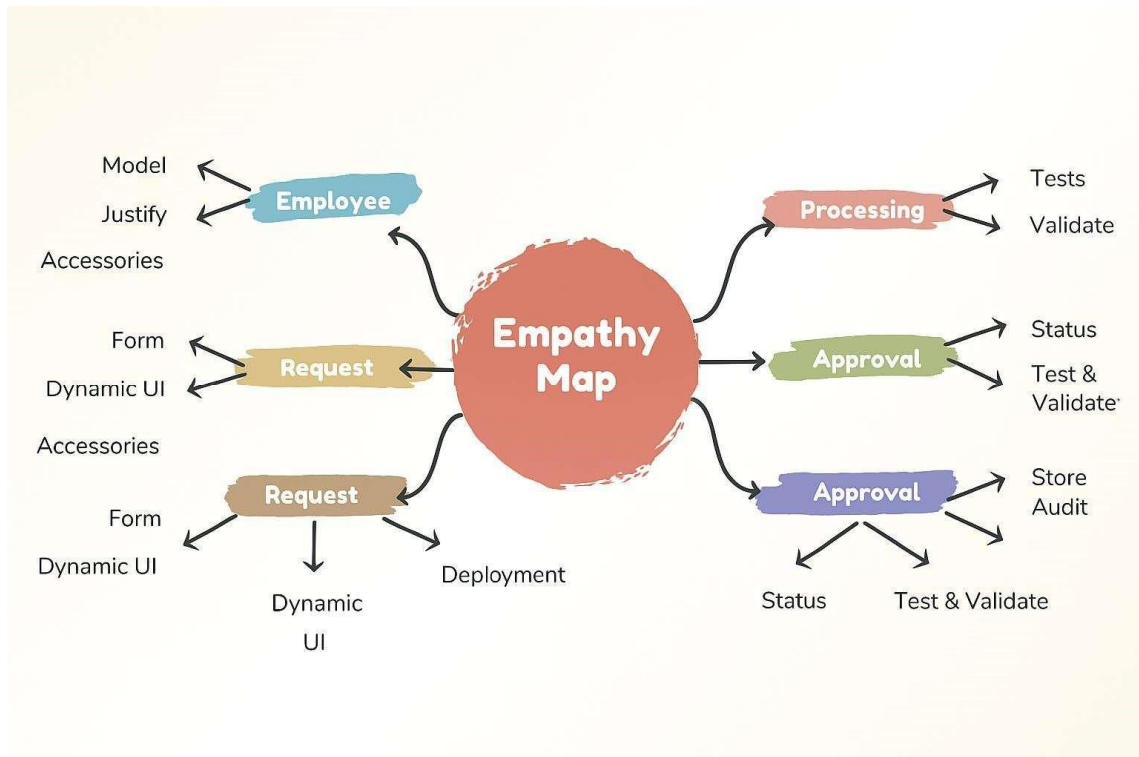 Model
Justify
Accessories
Employee
Form
Dynamic UI
Request
Accessories
Request
Form
Dynamic UI
Dynamic
UI
Deployment
Empathy
Map
Processing
Tests
Validate
Approval
Status
Test &
Validate
Approval
Store
Audit
Status
Test & Validate